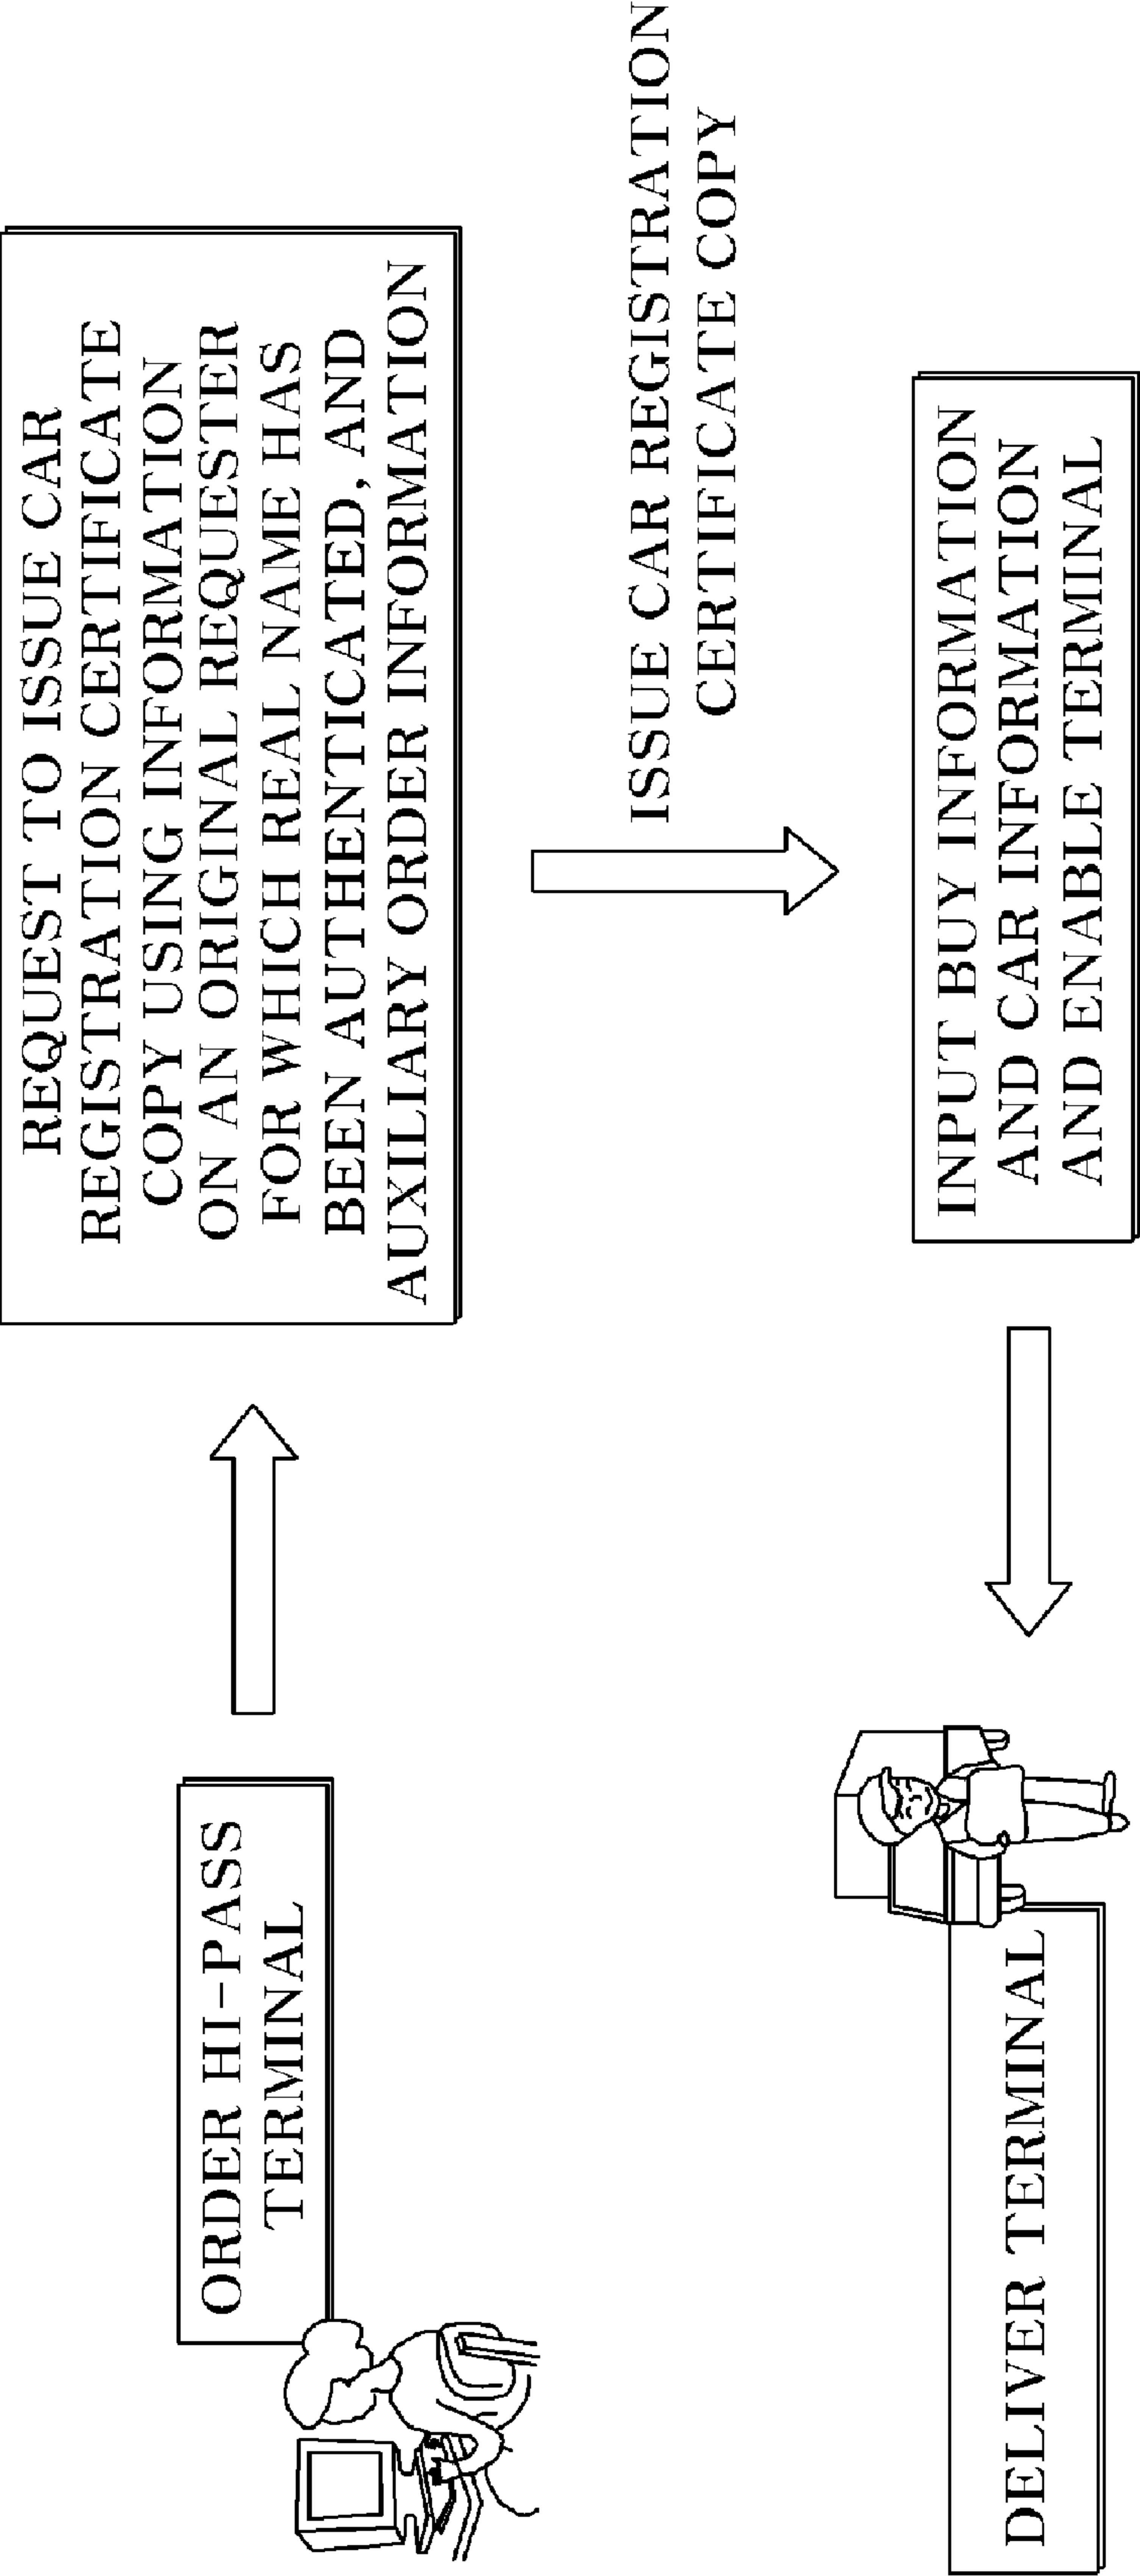 ORDER HI-PASS
TERMINAL
REQUEST TO ISSUE CAR
REGISTRATION CERTIFICATE
COPY USING INFORMATION
ON AN ORIGINAL REQUESTER
FOR WHICH REAL NAME HAS
BEEN AUTHENTICATED, AND
AUXILIARY ORDER INFORMATION
ISSUE CAR REGISTRATION
CERTIFICATE COPY
INPUT BUY INFORMATION
AND CAR INFORMATION
AND ENABLE TERMINAL
DELIVER TERMINAL